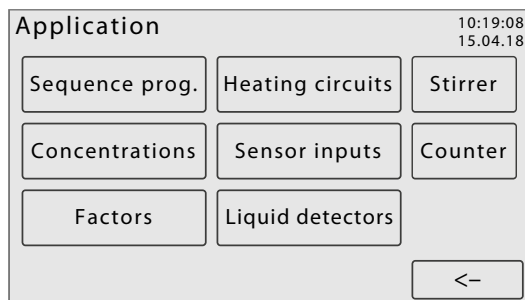 Application
10:19:08
15.04.18
Sequence prog.
Heating circuits
Stirrer
Concentrations
Sensor inputs
Counter
Factors
Liquid detectors
<–